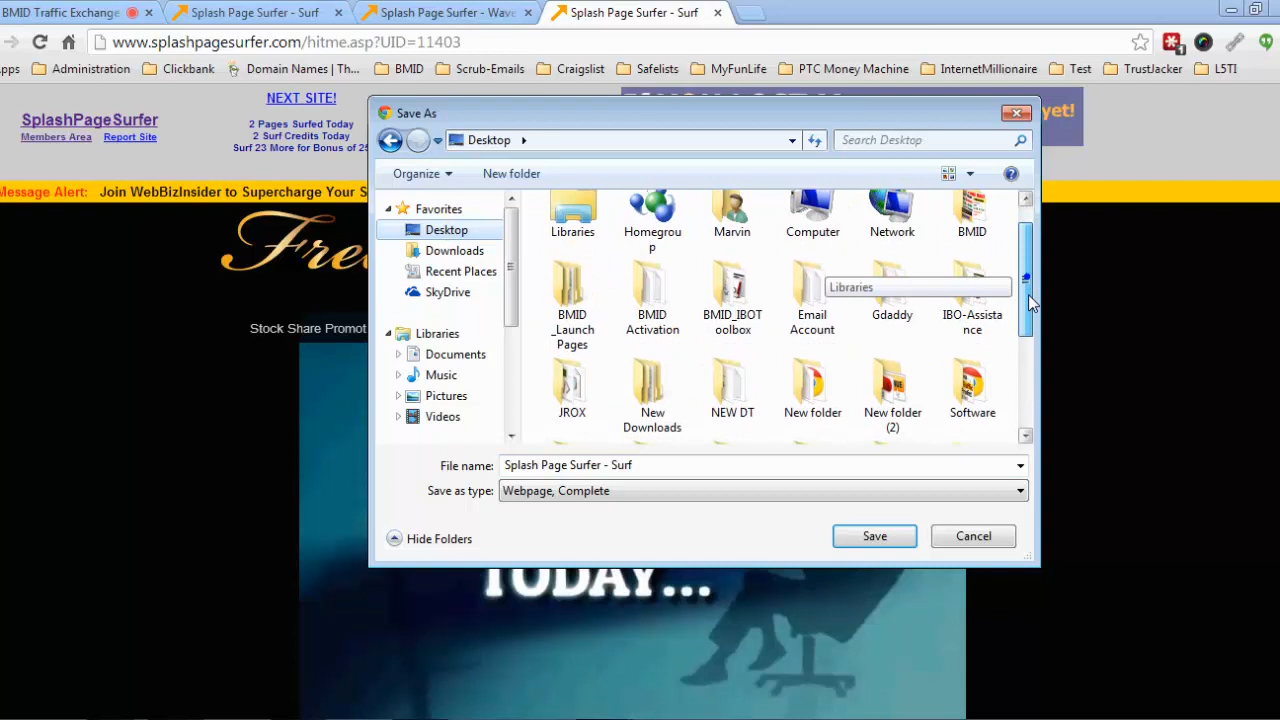 BMID Traffic Exchange
Splash Page Surfer - Surf
Splash Page Surfer - Wave
Splash Page Surfer - Surf
www.splashpagesurfer.com/hitme.asp?UID=11403
pps
Administration
Clickbank
Domain Names | Th...
BMID
Scrub-Emails
Craigslist
Safelists
MyFunLife
PTC Money Machine
InternetMillionaire
Test
TrustJacker
L5TI
SplashPageSurfer
Members Area
Report Site
NEXT SITE!
2 Pages Surfed Today
2 Surf Credits Today
Surf 23 More for Bonus of 25
yet!
Message Alert: Join WebBizInsider to Supercharge Your S
Free
Stock Share Promot
Save As
Desktop
Search Desktop
Organize
New folder
Favorites
Desktop
Downloads
Recent Places
SkyDrive
Libraries
Documents
Music
Pictures
Videos
Libraries
Homegrou
p
Marvin
Computer
Network
BMID
BMID
_Launch_
Pages
BMID
Activation
BMID_IBOT
oolbox
Email
Account
Gdaddy
IBO-Assista
nce
Libraries
JROX
New
Downloads
NEW DT
New folder
New folder
(2)
Software
File name:
Splash Page Surfer - Surf
Save as type:
Webpage, Complete
Hide Folders
Save
Cancel
TODAY...